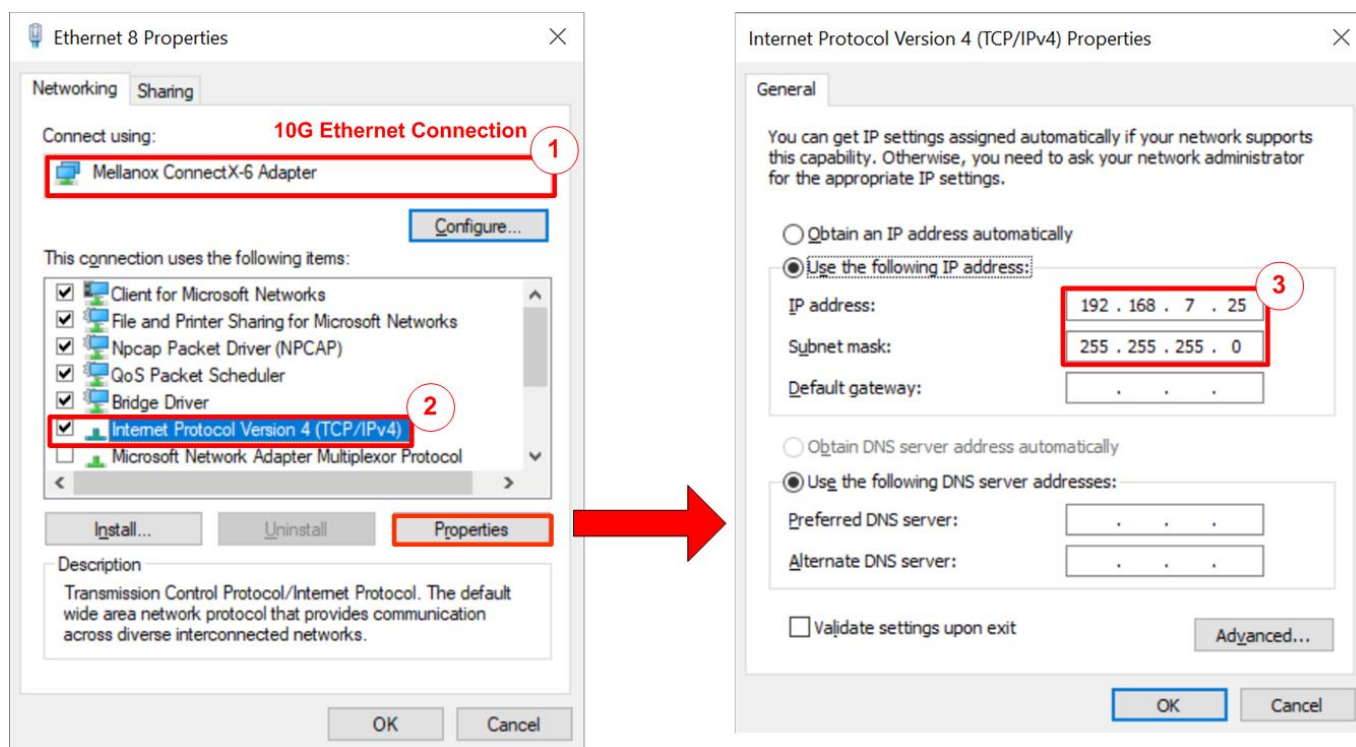 Ethernet 8 Properties
Networking
Sharing
Connect using:
10G Ethernet Connection
1
Mellanox ConnectX-6 Adapter
Configure...
This connection uses the following items:
Client for Microsoft Networks
File and Printer Sharing for Microsoft Networks
Npcap Packet Driver (NPCAP)
QoS Packet Scheduler
Bridge Driver
2
Internet Protocol Version 4 (TCP/IPv4)
Microsoft Network Adapter Multiplexor Protocol
Install...
Uninstall
Properties
Description
Transmission Control Protocol/Internet Protocol. The default
wide area network protocol that provides communication
across diverse interconnected networks.
OK
Cancel
Internet Protocol Version 4 (TCP/IPv4) Properties
General
You can get IP settings assigned automatically if your network supports
this capability. Otherwise, you need to ask your network administrator
for the appropriate IP settings.
Obtain an IP address automatically
Use the following IP address:
3
IP address:
192 . 168 . 7 . 25
Subnet mask:
255 . 255 . 255 . 0
Default gateway:
. . .
Obtain DNS server address automatically
Use the following DNS server addresses:
Preferred DNS server:
. . .
Alternate DNS server:
. . .
Validate settings upon exit
Advanced...
OK
Cancel